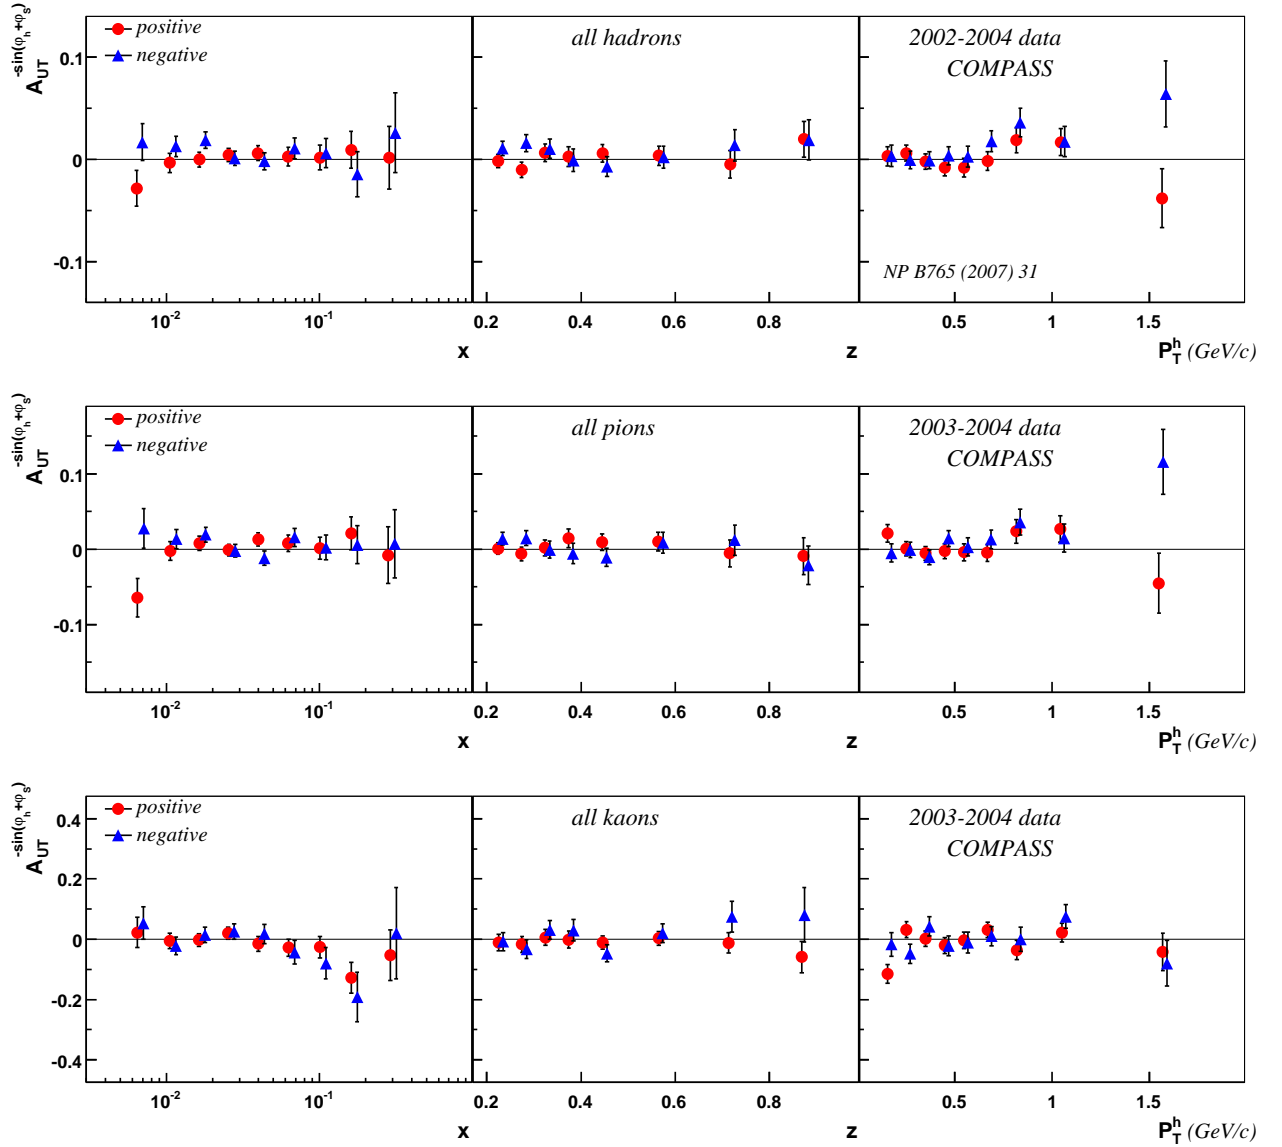 A_UT^-sin(φ_h+φ_S)
positive
negative
all hadrons
2002-2004 data
COMPASS
NP B765 (2007) 31
0.1
0
-0.1
10^-2 10^-1 0.2 0.4 0.6 0.8 0.5 1 1.5
x z P_T^h (GeV/c)
A_UT^-sin(φ_h+φ_S)
positive
negative
all pions
2003-2004 data
COMPASS
0.1
0
-0.1
10^-2 10^-1 0.2 0.4 0.6 0.8 0.5 1 1.5
x z P_T^h (GeV/c)
A_UT^-sin(φ_h+φ_S)
positive
negative
all kaons
2003-2004 data
COMPASS
0.4
0.2
0
-0.2
-0.4
10^-2 10^-1 0.2 0.4 0.6 0.8 0.5 1 1.5
x z P_T^h (GeV/c)